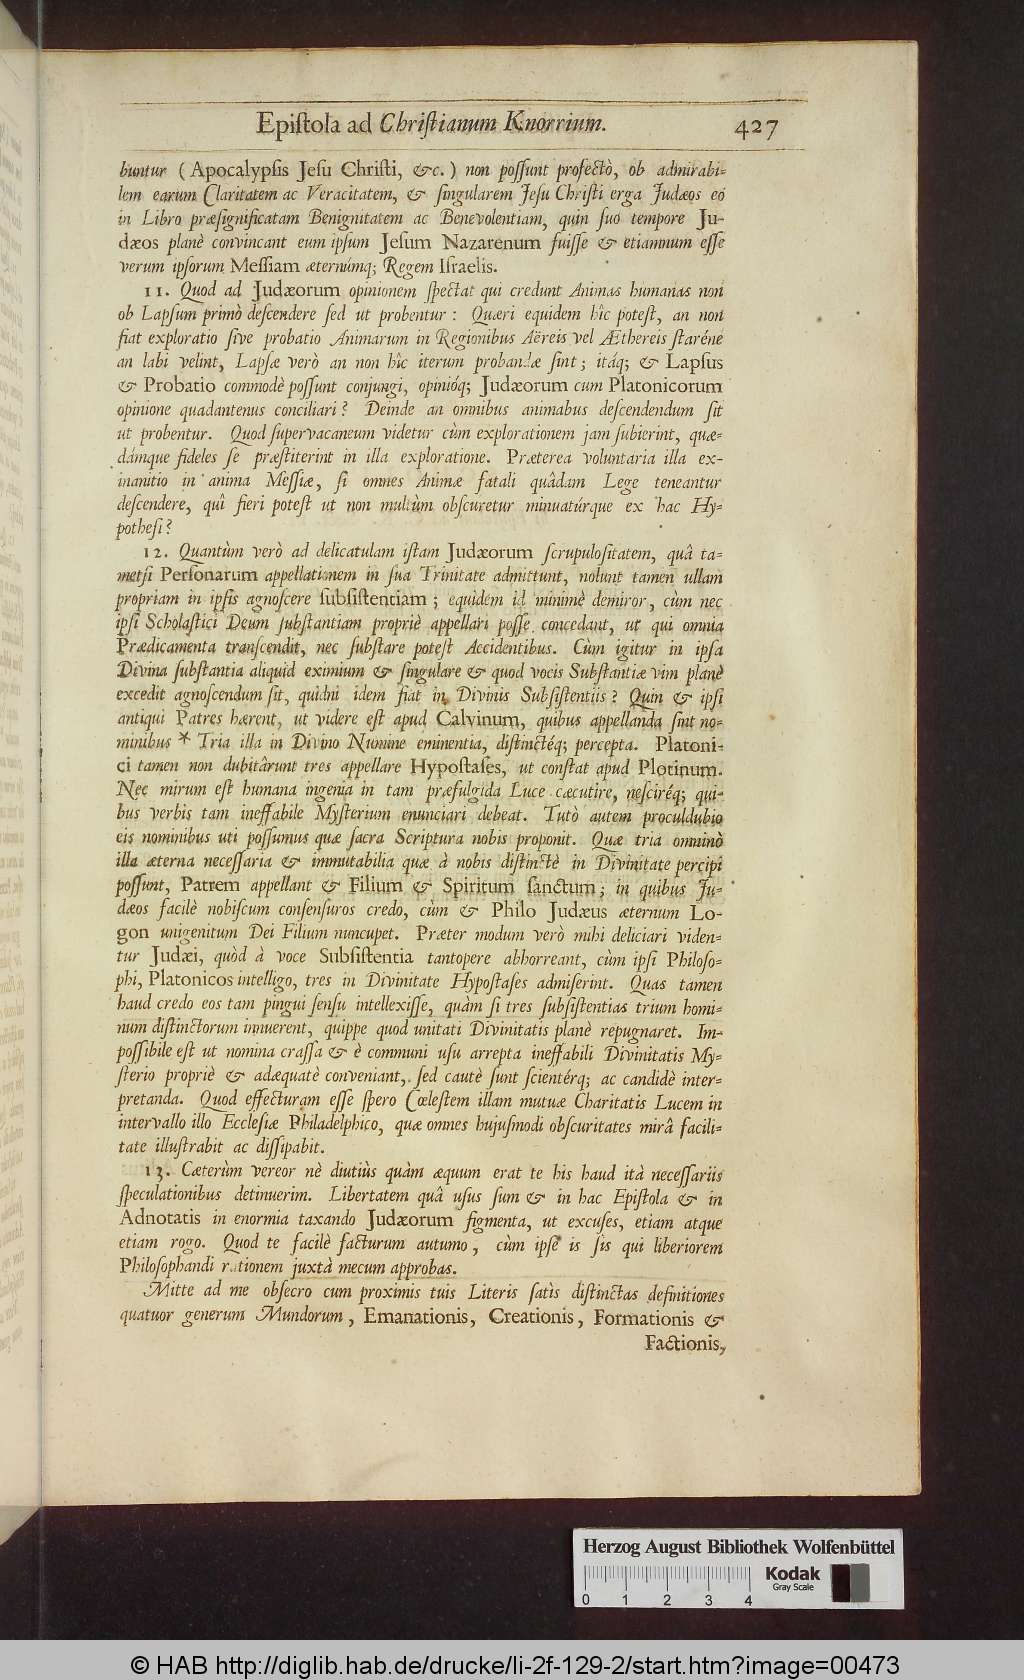 Epiſtola ad Chriſtianum Knorrium. 427
buntur (Apocalypſis Jeſu Chriſti, &c.) non poſſunt profectò, ob admirabi-
lem earum Claritatem ac Veracitatem, & ſingularem Jeſu Chriſti erga Judæos eó
in Libro præſignificatam Benignitatem ac Benevolentiam, quin ſuo tempore Ju-
dæos planè convincant eum ipſum Jeſum Nazarenum fuiſſe & etiamnum eſſe
verum ipſorum Meſſiam æternúmq; Regem Iſraelis.
11. Quod ad Judæorum opinionem ſpectat qui credunt Animas humanas non
ob Lapſum primò deſcendere ſed ut probentur: Quæri equidem hîc poteſt, an non
fiat exploratio ſive probatio Animarum in Regionibus Aëreis vel Æthereis ſtaréne
an labi velint, Lapſæ verò an non hîc iterum probandæ ſint; itáq; & Lapſus
& Probatio commodè poſſunt conjungi, opinióq; Judæorum cum Platonicorum
opinione quadantenus conciliari? Deinde an omnibus animabus deſcendendum ſit
ut probentur. Quod ſupervacaneum videtur cùm explorationem jam ſubierint, quæ-
dámque fideles ſe præſtiterint in illa exploratione. Præterea voluntaria illa ex-
inanitio in anima Meſſiæ, ſi omnes Animæ fatali quâdam Lege teneantur
deſcendere, quî fieri poteſt ut non multùm obſcuretur minuatúrque ex hac Hy-
potheſi?
12. Quantùm verò ad delicatulam iſtam Judæorum ſcrupuloſitatem, quâ ta-
metſi Perſonarum appellationem in ſua Trinitate admittunt, nolunt tamen ullam
propriam in ipſis agnoſcere ſubſiſtentiam; equidem id minimè demiror, cùm nec
ipſi Scholaſtici Deum ſubſtantiam propriè appellari poſſe concedant, ut qui omnia
Prædicamenta tranſcendit, nec ſubſtare poteſt Accidentibus. Cùm igitur in ipſa
Divina ſubſtantia aliquid eximium & ſingulare & quod vocis Subſtantiæ vim planè
excedit agnoſcendum ſit, quidni idem fiat in Divinis Subſiſtentiis? Quin & ipſi
antiqui Patres hærent, ut videre eſt apud Calvinum, quibus appellanda ſint no-
minibus * Tria illa in Divino Numine eminentia, diſtinctéq; percepta. Platoni-
ci tamen non dubitârunt tres appellare Hypoſtaſes, ut conſtat apud Plotinum.
Nec mirum eſt humana ingenia in tam præfulgida Luce cæcutire, neſciréq; qui-
bus verbis tam ineffabile Myſterium enunciari debeat. Tutò autem proculdubio
eis nominibus uti poſſumus quæ ſacra Scriptura nobis proponit. Quæ tria omninò
illa æterna neceſſaria & immutabilia quæ à nobis diſtinctè in Divinitate percipi
poſſunt, Patrem appellant & Filium & Spiritum ſanctum; in quibus Ju-
dæos facilè nobiſcum conſenſuros credo, cùm & Philo Judæus æternum Lo-
gon unigenitum Dei Filium nuncupet. Præter modum verò mihi deliciari viden-
tur Judæi, quòd à voce Subſiſtentia tantopere abhorreant, cùm ipſi Philoſo-
phi, Platonicos intelligo, tres in Divinitate Hypoſtaſes admiſerint. Quas tamen
haud credo eos tam pingui ſenſu intellexiſſe, quàm ſi tres ſubſiſtentias trium homi-
num diſtinctorum innuerent, quippe quod unitati Divinitatis planè repugnaret. Im-
poſſibile eſt ut nomina craſſa & è communi uſu arrepta ineffabili Divinitatis My-
ſterio propriè & adæquatè conveniant, ſed cautè ſunt ſcientérq; ac candidè inter-
pretanda. Quod effecturam eſſe ſpero Cœleſtem illam mutuæ Charitatis Lucem in
intervallo illo Eccleſiæ Philadelphico, quæ omnes hujuſmodi obſcuritates mirâ facili-
tate illuſtrabit ac diſſipabit.
13. Cæterùm vereor nè diutiùs quàm æquum erat te his haud ità neceſſariis
ſpeculationibus detinuerim. Libertatem quâ uſus ſum & in hac Epiſtola & in
Adnotatis in enormia taxando Judæorum figmenta, ut excuſes, etiam atque
etiam rogo. Quod te facilè facturum autumo, cùm ipſe is ſis qui liberiorem
Philoſophandi rationem juxtà mecum approbas.
Mitte ad me obſecro cum proximis tuis Literis ſatìs diſtinctas definitiones
quatuor generum Mundorum, Emanationis, Creationis, Formationis &
Factionis,
Herzog August Bibliothek Wolfenbüttel
Kodak
Gray Scale
0 1 2 3 4
© HAB http://diglib.hab.de/drucke/li-2f-129-2/start.htm?image=00473